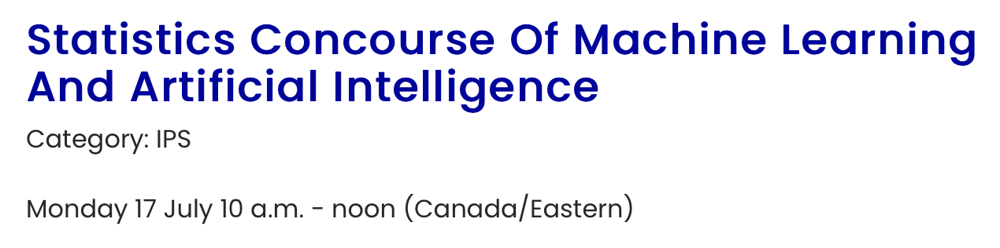 Statistics Concourse Of Machine Learning
And Artificial Intelligence
Category: IPS
Monday 17 July 10 a.m. - noon (Canada/Eastern)